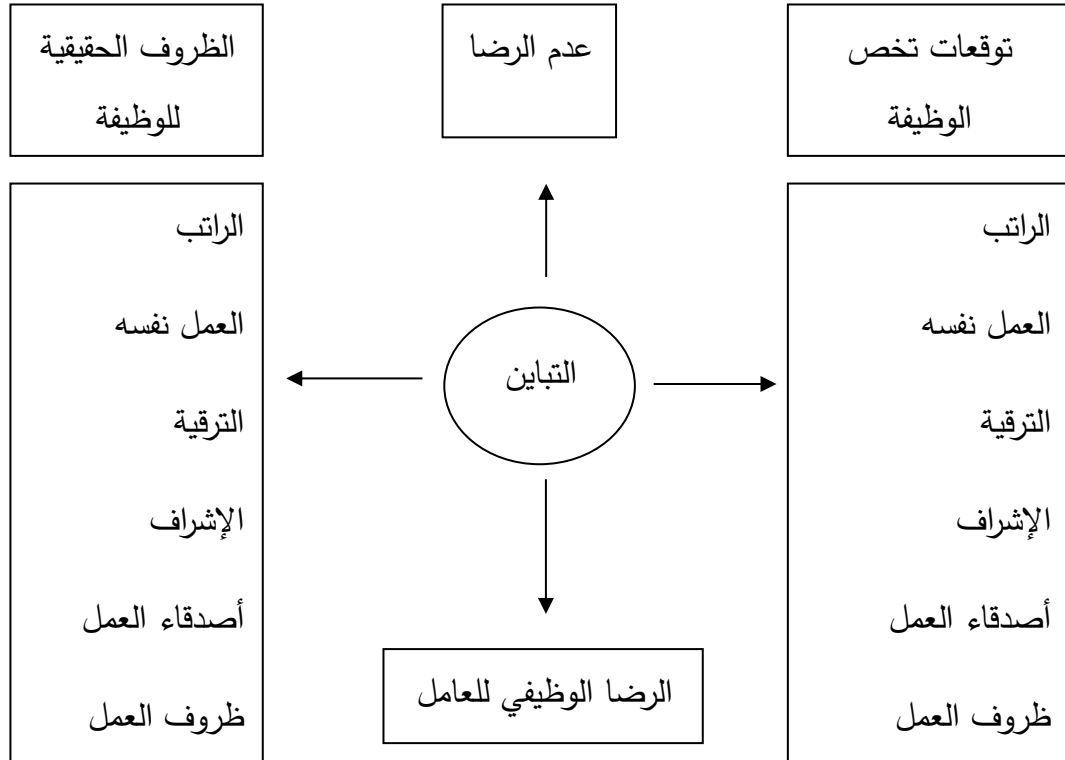 توقعات تخص
الوظيفة
عدم الرضا
الظروف الحقيقية
للوظيفة
الراتب
العمل نفسه
الترقية
الإشراف
أصدقاء العمل
ظروف العمل
التباين
الرضا الوظيفي للعامل
الراتب
العمل نفسه
الترقية
الإشراف
أصدقاء العمل
ظروف العمل